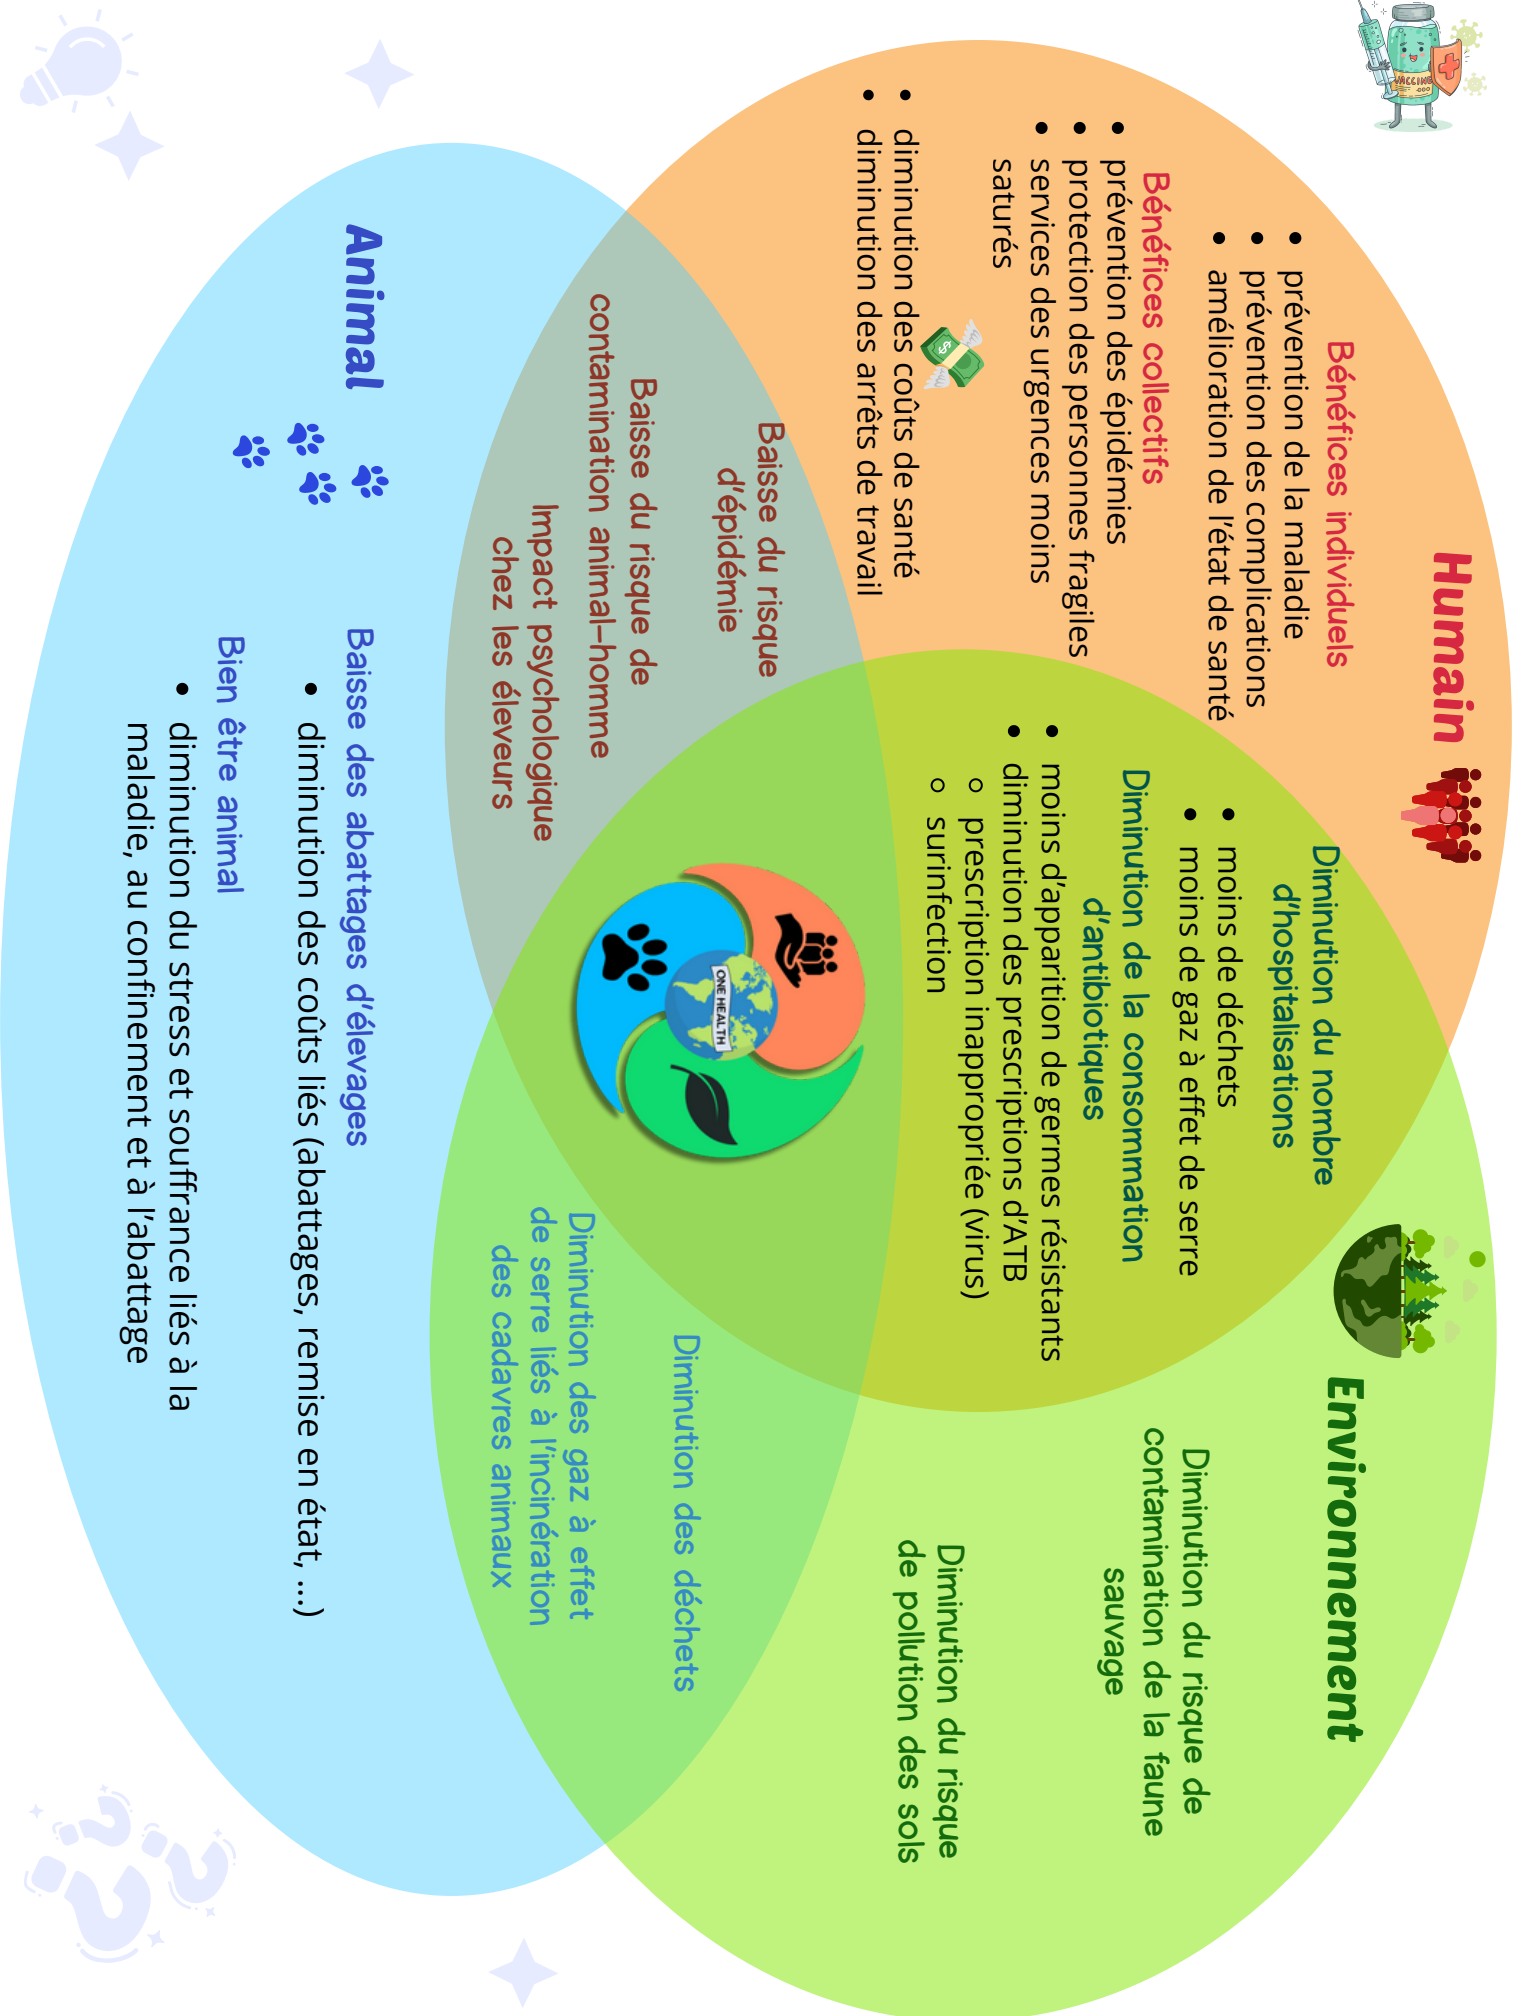 Humain
Bénéfices individuels
prévention de la maladie
prévention des complications
amélioration de l'état de santé
Bénéfices collectifs
prévention des épidémies
protection des personnes fragiles
services des urgences moins
saturés
diminution des coûts de santé
diminution des arrêts de travail
Diminution du nombre
d'hospitalisations
moins de déchets
moins de gaz à effet de serre
Diminution de la consommation
d'antibiotiques
moins d'apparition de germes résistants
diminution des prescriptions d'ATB
prescription inappropriée (virus)
surinfection
Environnement
Diminution du risque de
contamination de la faune
sauvage
Diminution du risque
de pollution des sols
Baisse du risque
d'épidémie
Baisse du risque de
contamination animal-homme
Impact psychologique
chez les éleveurs
ONE HEALTH
Diminution des déchets
Diminution des gaz à effet
de serre liés à l'incinération
des cadavres animaux
Animal
Baisse des abattages d'élevages
diminution des coûts liés (abattages, remise en état, ...)
Bien être animal
diminution du stress et souffrance liés à la
maladie, au confinement et à l'abattage
VACCINE